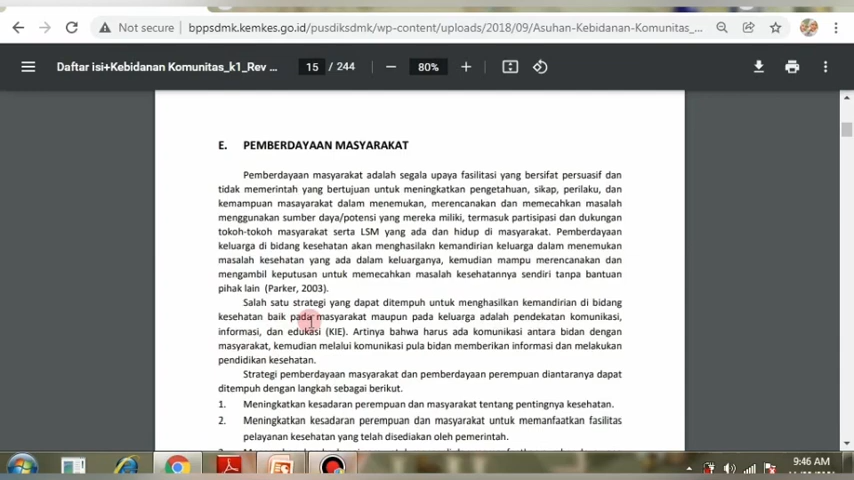 Not secure
bppsdmk.kemkes.go.id/pusdiksdmk/wp-content/uploads/2018/09/Asuhan-Kebidanan-Komunitas_...
Daftar isi+Kebidanan Komunitas_k1_Rev ...
15 / 244
80%
E. PEMBERDAYAAN MASYARAKAT
Pemberdayaan masyarakat adalah segala upaya fasilitasi yang bersifat persuasif dan
tidak memerintah yang bertujuan untuk meningkatkan pengetahuan, sikap, perilaku, dan
kemampuan masayarakat dalam menemukan, merencanakan dan memecahkan masalah
menggunakan sumber daya/potensi yang mereka miliki, termasuk partisipasi dan dukungan
tokoh-tokoh masyarakat serta LSM yang ada dan hidup di masyarakat. Pemberdayaan
keluarga di bidang kesehatan akan menghasilakn kemandirian keluarga dalam menemukan
masalah kesehatan yang ada dalam keluarganya, kemudian mampu merencanakan dan
mengambil keputusan untuk memecahkan masalah kesehatannya sendiri tanpa bantuan
pihak lain (Parker, 2003).
Salah satu strategi yang dapat ditempuh untuk menghasilkan kemandirian di bidang
kesehatan baik pada masyarakat maupun pada keluarga adalah pendekatan komunikasi,
informasi, dan edukasi (KIE). Artinya bahwa harus ada komunikasi antara bidan dengan
masyarakat, kemudian melalui komunikasi pula bidan memberikan informasi dan melakukan
pendidikan kesehatan.
Strategi pemberdayaan masyarakat dan pemberdayaan perempuan diantaranya dapat
ditempuh dengan langkah sebagai berikut.
1. Meningkatkan kesadaran perempuan dan masyarakat tentang pentingnya kesehatan.
2. Meningkatkan kesadaran perempuan dan masyarakat untuk memanfaatkan fasilitas
pelayanan kesehatan yang telah disediakan oleh pemerintah.
9:46 AM